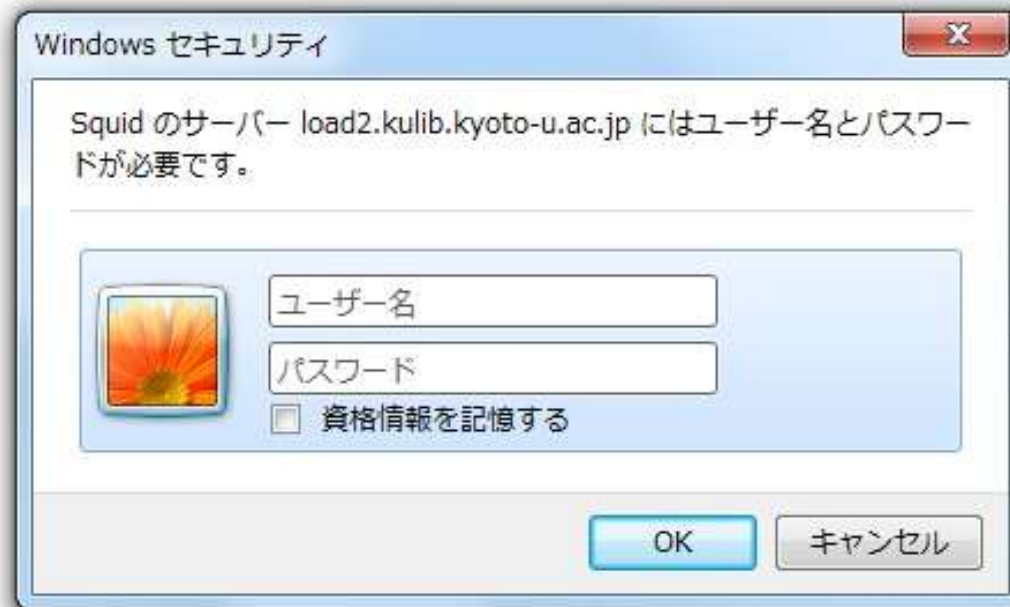 Windows セキュリティ
Squid のサーバー load2.kulib.kyoto-u.ac.jp にはユーザー名とパスワー
ドが必要です。
ユーザー名
パスワード
資格情報を記憶する
OK
キャンセル